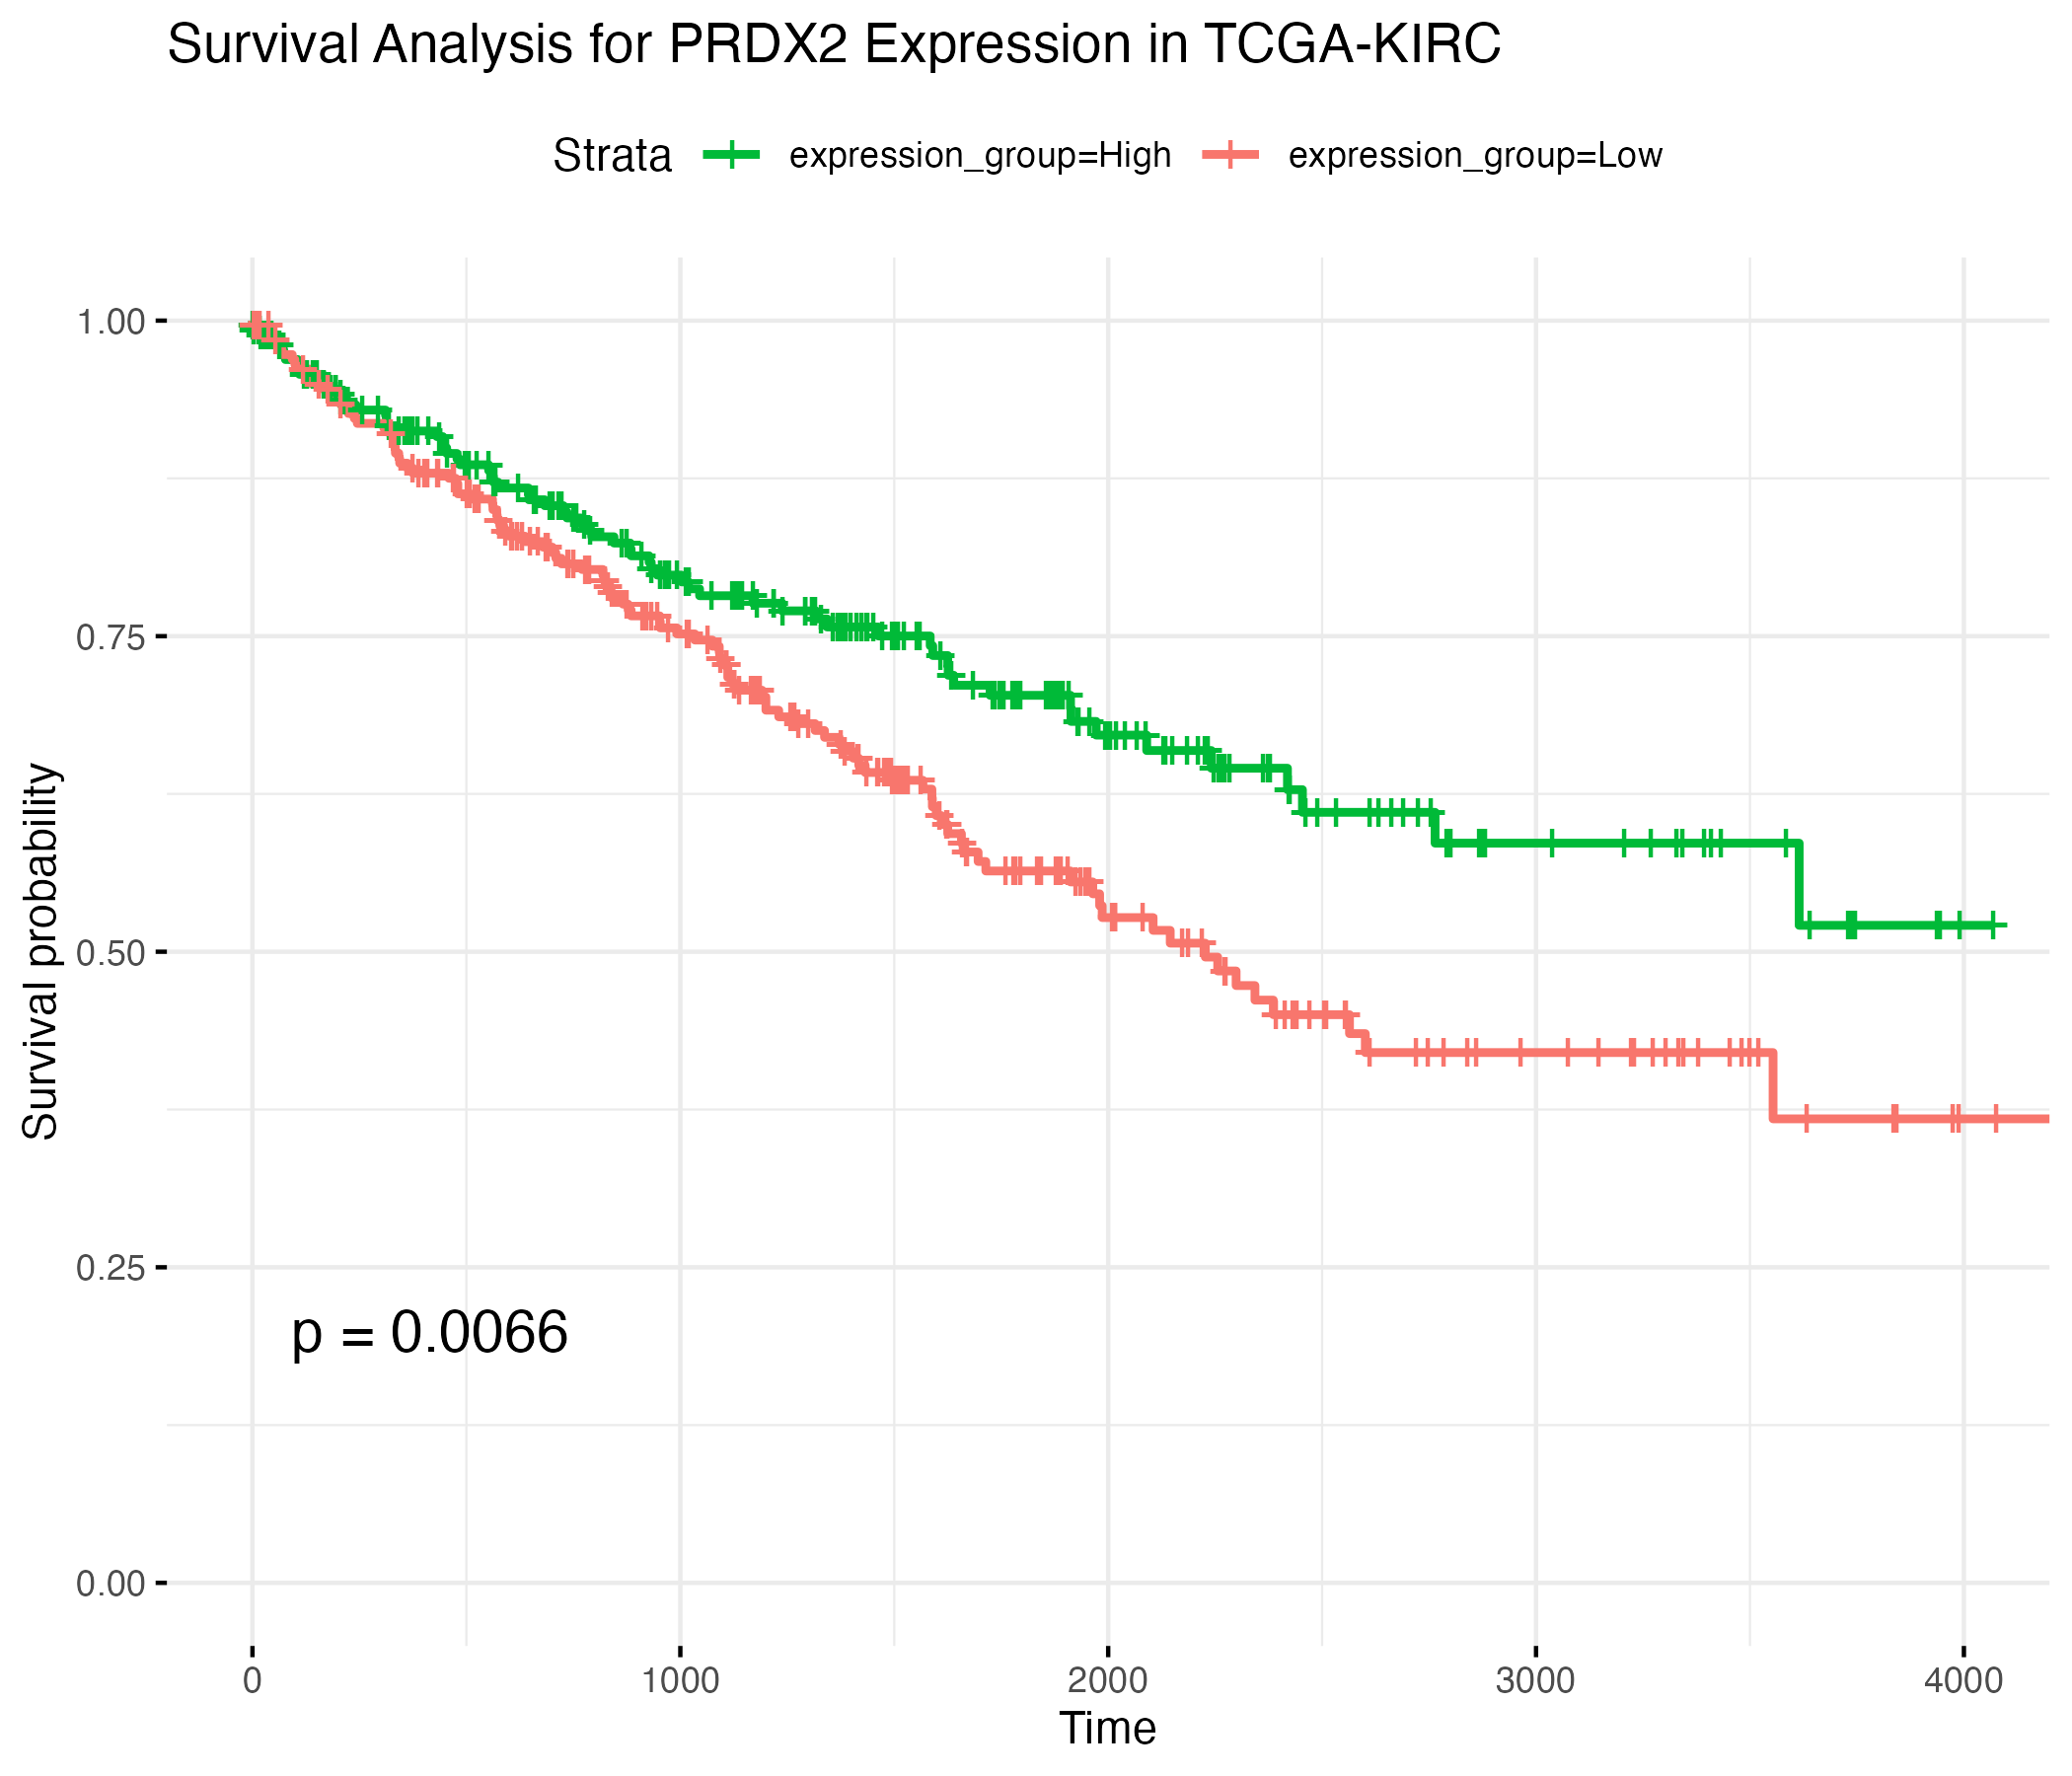 Survival Analysis for PRDX2 Expression in TCGA-KIRC
Strata expression_group=High expression_group=Low
1.00
0.75
0.50
0.25
0.00
Survival probability
p = 0.0066
0 1000 2000 3000 4000
Time